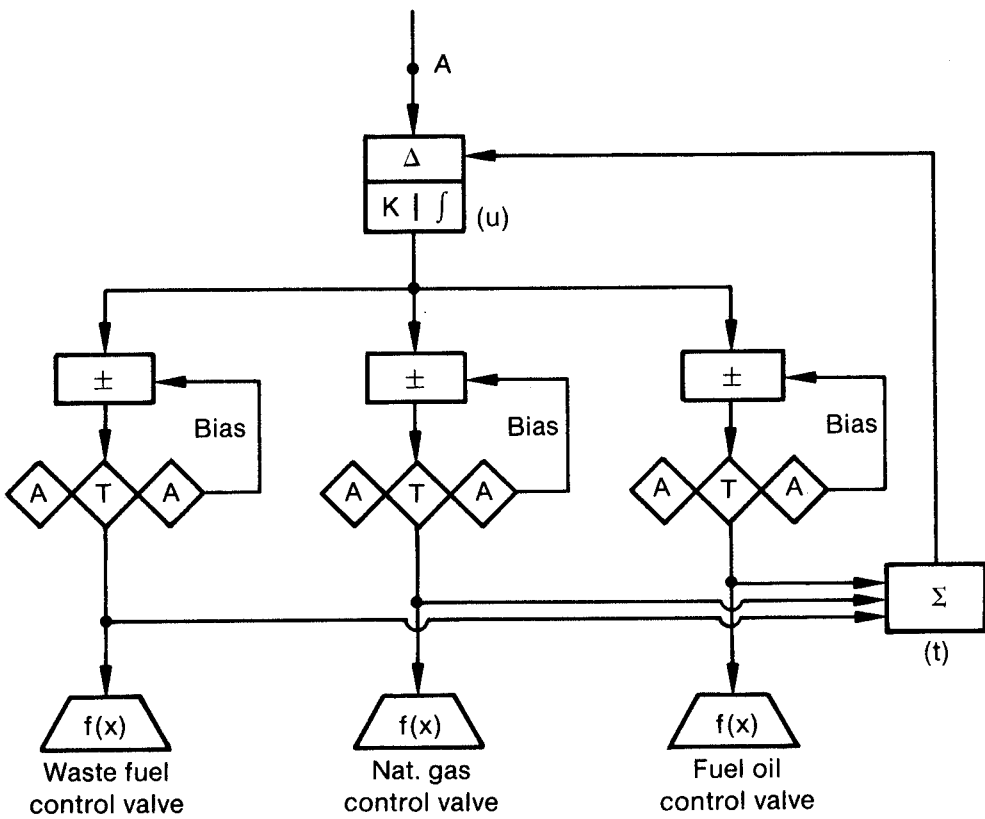 A
Δ
K | ∫
(u)
±
±
±
Bias
Bias
Bias
A T A
A T A
A T A
Σ
(t)
f(x)
f(x)
f(x)
Waste fuel
control valve
Nat. gas
control valve
Fuel oil
control valve